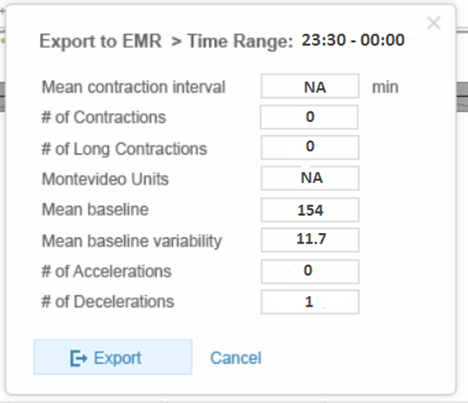 Export to EMR > Time Range: 23:30 - 00:00
Mean contraction interval NA min
# of Contractions 0
# of Long Contractions 0
Montevideo Units NA
Mean baseline 154
Mean baseline variability 11.7
# of Accelerations 0
# of Decelerations 1
Export Cancel